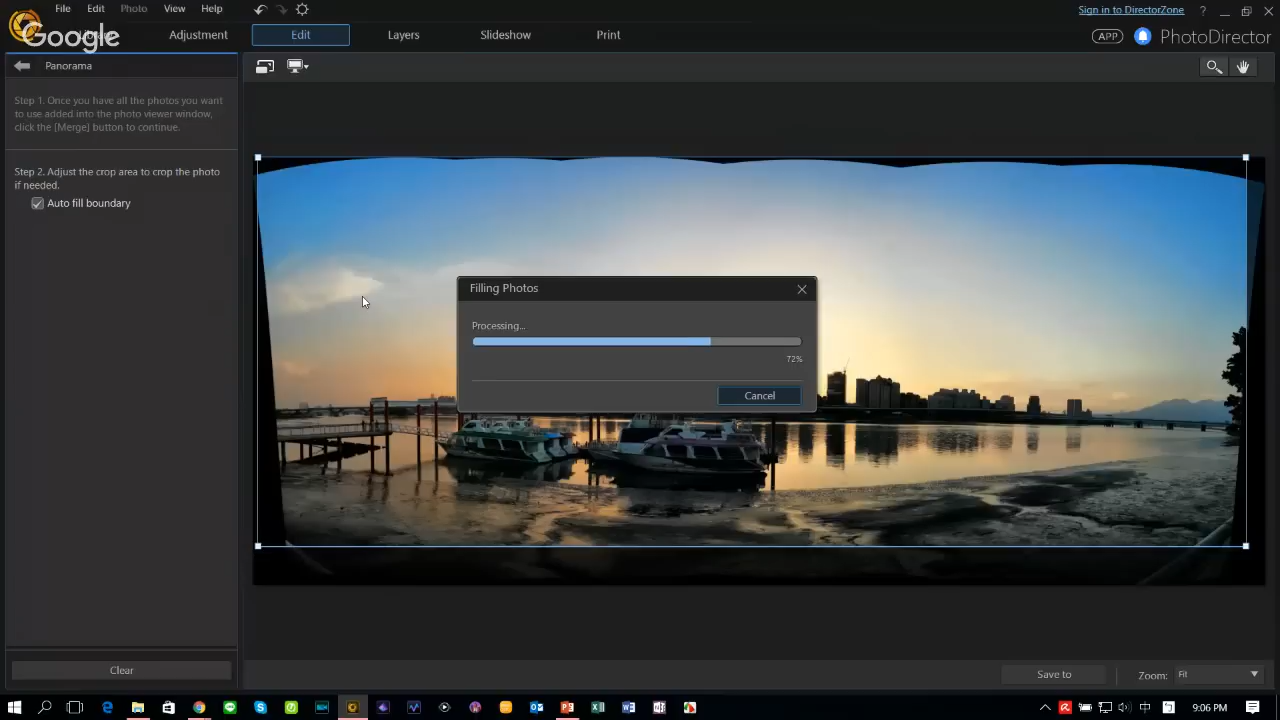 File Edit Photo View Help
Sign in to DirectorZone
?
Google
Adjustment Edit Layers Slideshow Print
APP
PhotoDirector
Panorama
Step 1. Once you have all the photos you want
to use added into the photo viewer window,
click the [Merge] button to continue.
Step 2. Adjust the crop area to crop the photo
if needed.
Auto fill boundary
Filling Photos
Processing...
72%
Cancel
Clear
Save to
Zoom: Fit
中
9:06 PM